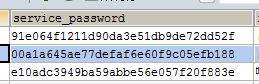 service_password
91e064f1211d90da3e51db9de72dd52f
00a1a645ae77defaf6e60f9c05efb188
e10adc3949ba59abbe56e057f20f883e